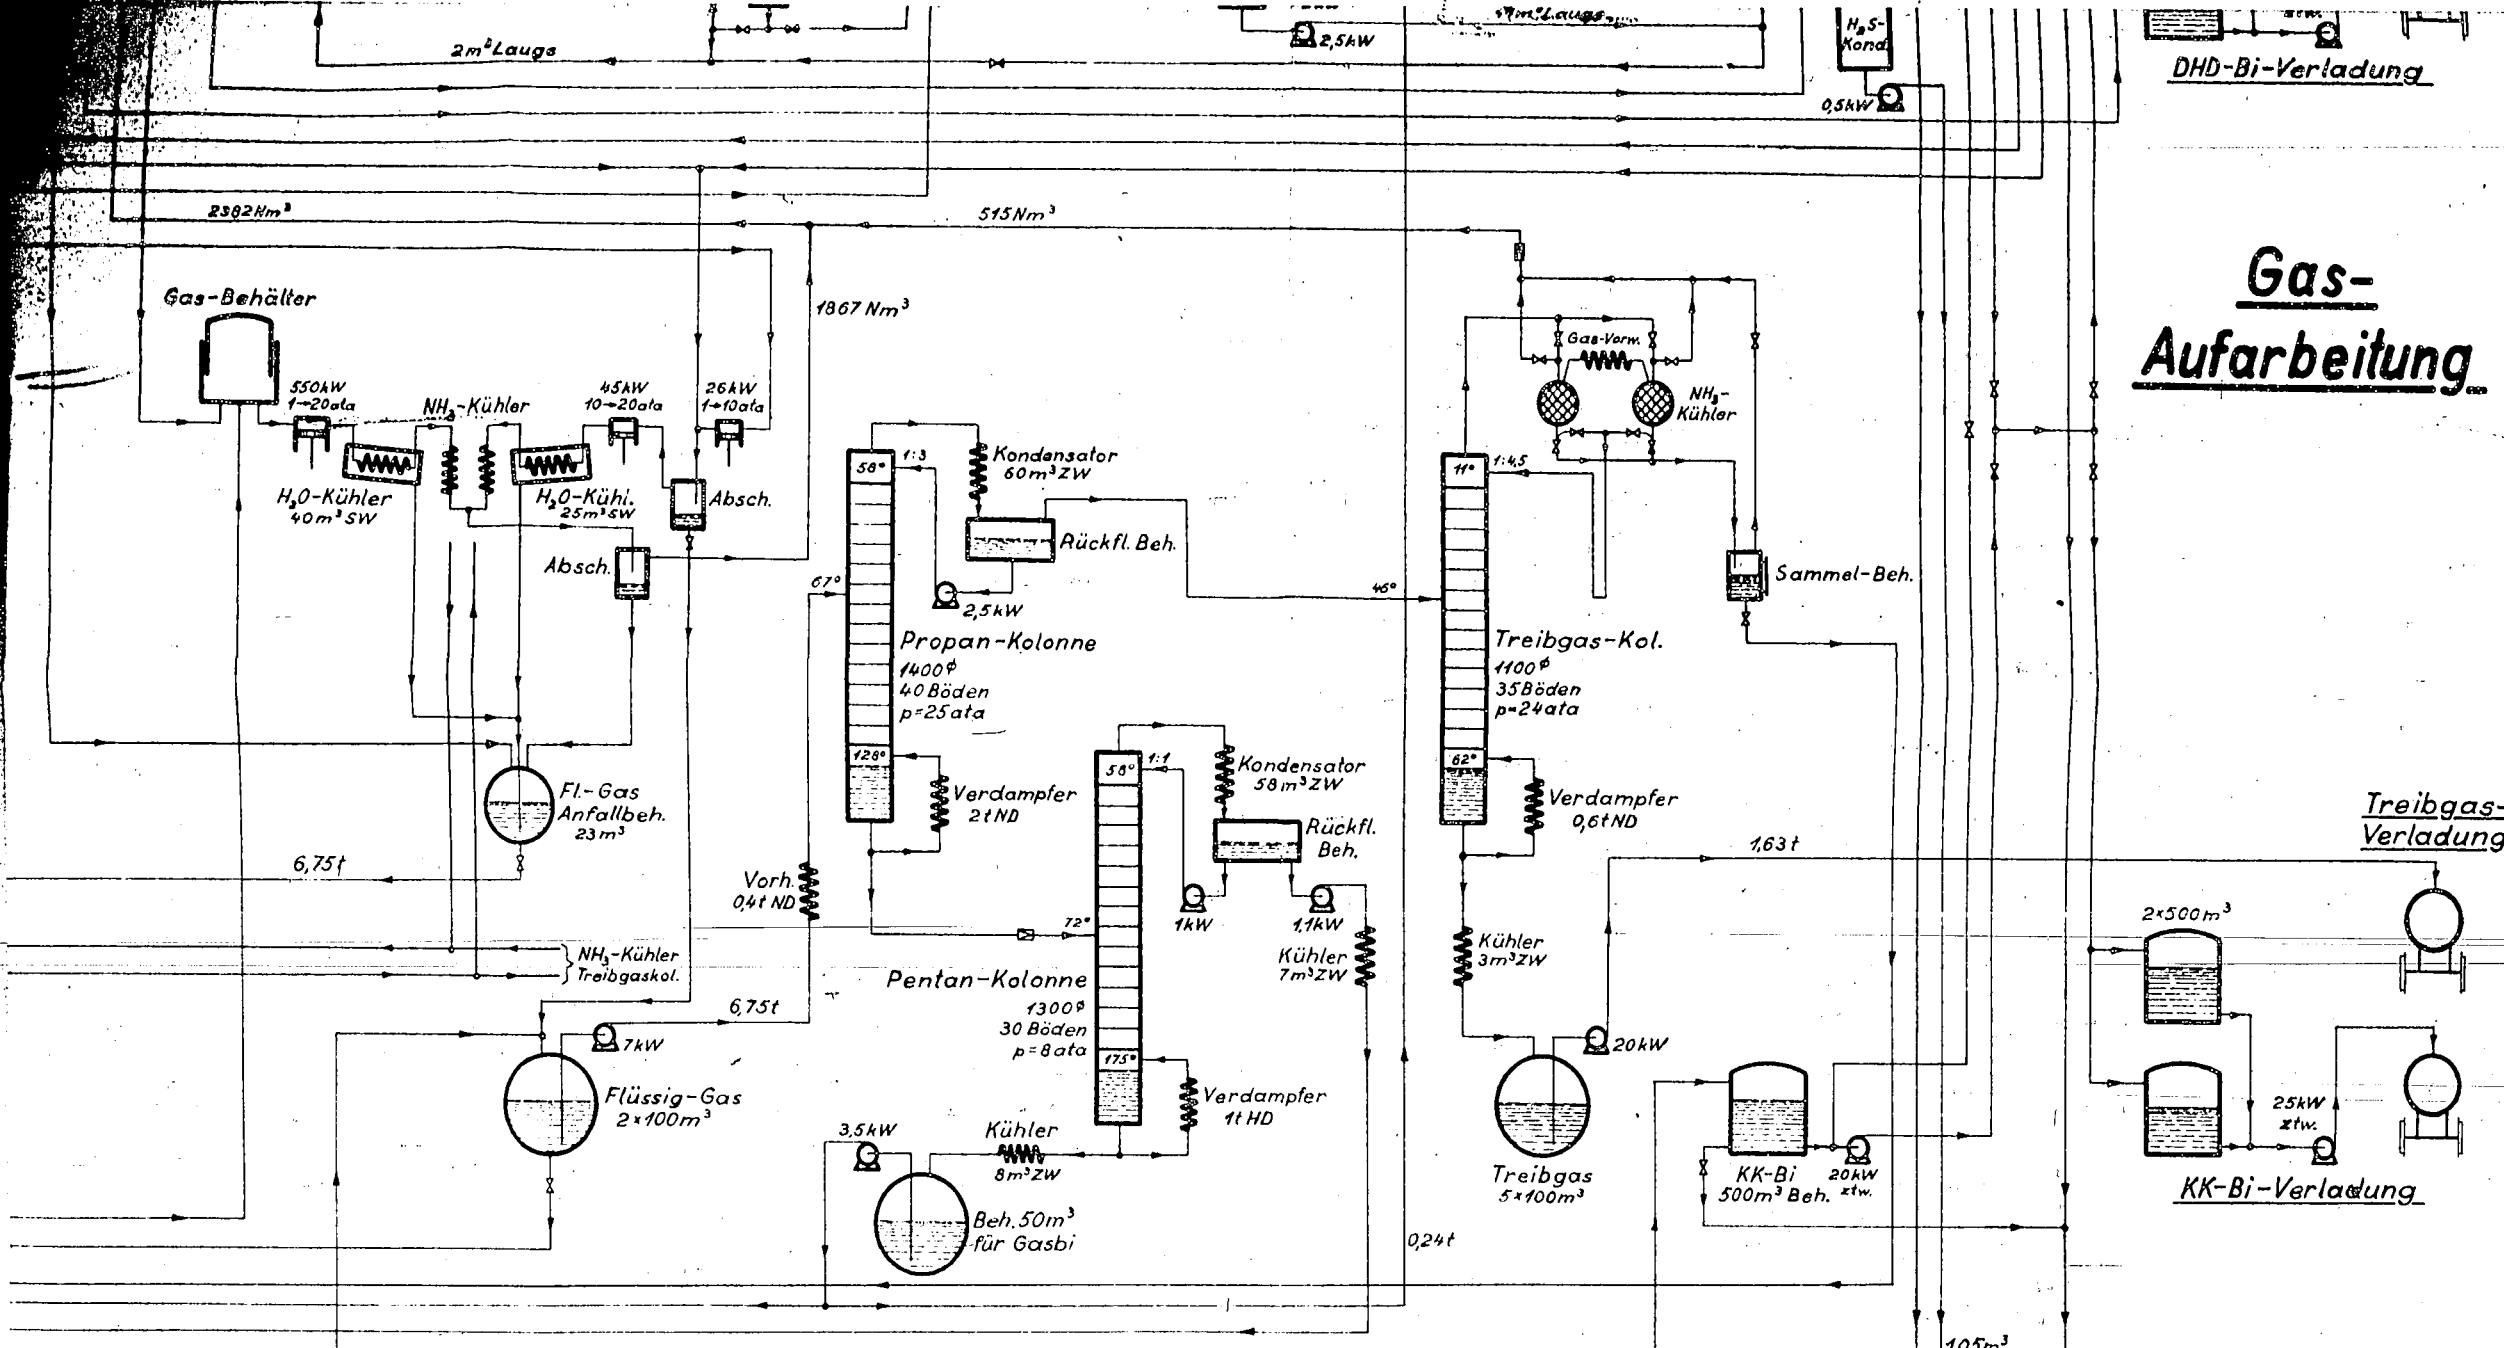 2m³ Lauge
2,5kW
H₂S-
Kond.
0,5kW
ztw.
DHD-Bi-Verladung
2382 Nm³
515 Nm³
1867 Nm³
Gas-
Aufarbeitung
Gas-Behälter
550kW
1→20ata
NH₃-Kühler
45kW
10→20ata
26kW
1→10ata
H₂O-Kühler
40m³SW
H₂O-Kühl.
25m³SW
Absch.
Absch.
58°
1:3
Kondensator
60m³ZW
Rückfl. Beh.
2,5kW
67°
Propan-Kolonne
1400⌀
40 Böden
p=25ata
128°
Verdampfer
2t ND
Gas-Vorw.
NH₃-
Kühler
11°
1:4,5
46°
Sammel-Beh.
Treibgas-Kol.
1100⌀
35 Böden
p=24ata
62°
Verdampfer
0,6t ND
Fl.-Gas
Anfallbeh.
23m³
6,75t
Vorh.
0,4t ND
58°
1:1
Kondensator
58m³ZW
Rückfl.
Beh.
1kW
1,1kW
72°
Kühler
7m³ZW
Pentan-Kolonne
1300⌀
30 Böden
p=8ata
175°
Verdampfer
1t HD
Kühler
3m³ZW
1,63t
Treibgas-
Verladung
2×500m³
NH₃-Kühler
Treibgaskol.
6,75t
7kW
Flüssig-Gas
2×100m³
3,5kW
Kühler
8m³ZW
Beh. 50m³
für Gasbi
20kW
Treibgas
5×100m³
KK-Bi
500m³ Beh.
20kW
ztw.
25kW
ztw.
KK-Bi-Verladung
0,24t
105m³